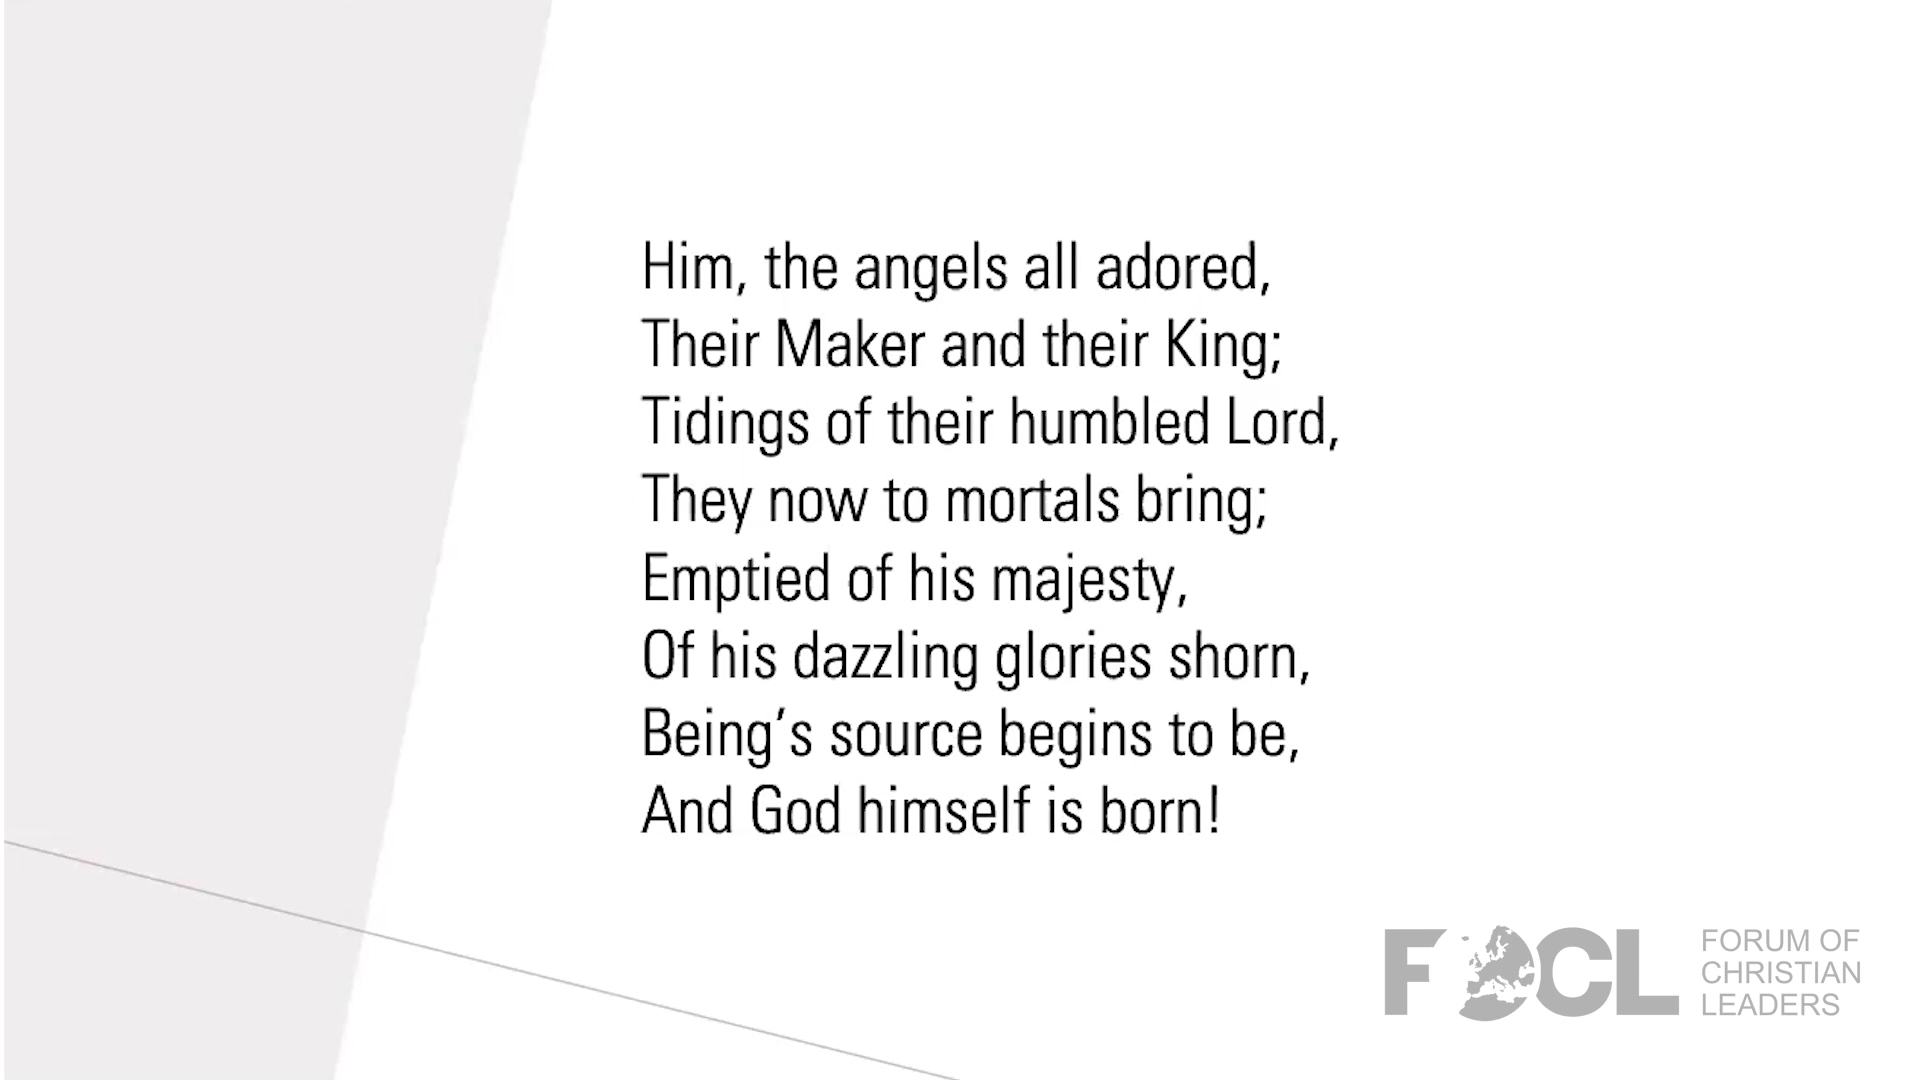 Him, the angels all adored,
Their Maker and their King;
Tidings of their humbled Lord,
They now to mortals bring;
Emptied of his majesty,
Of his dazzling glories shorn,
Being’s source begins to be,
And God himself is born!
FOCL
FORUM OF
CHRISTIAN
LEADERS